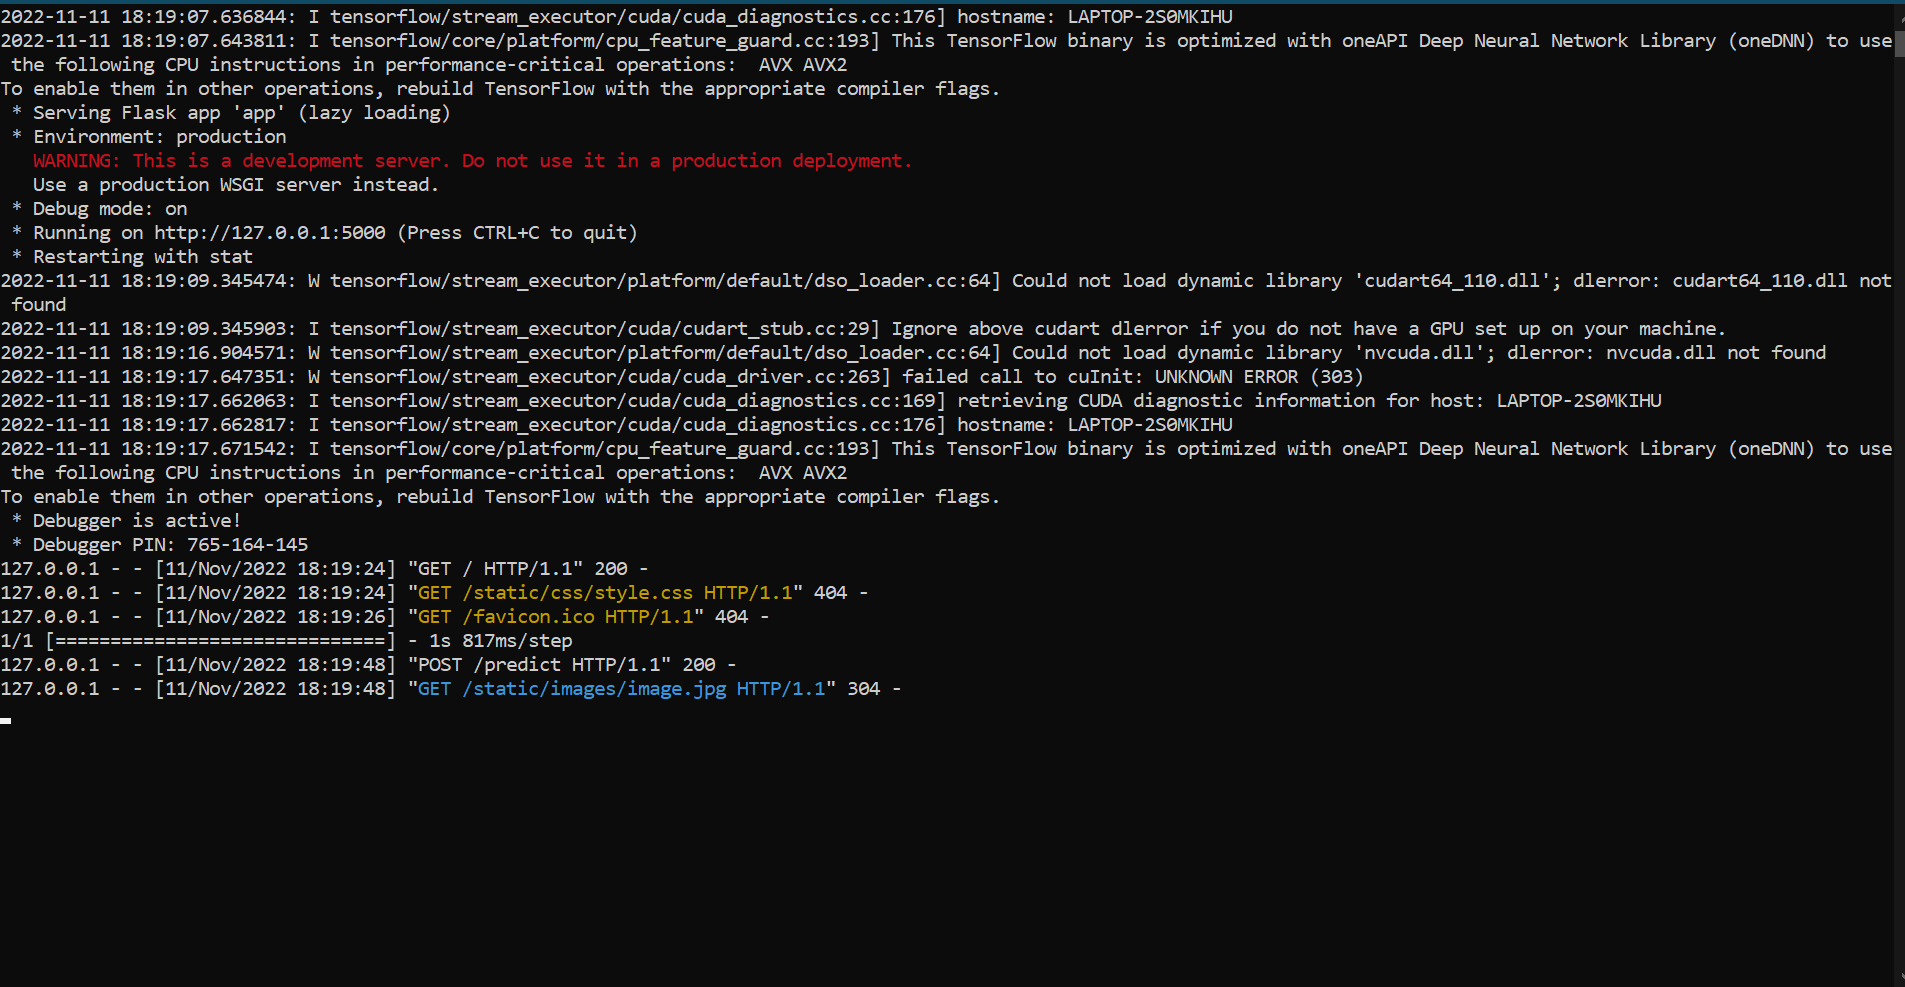 2022-11-11 18:19:07.636844: I tensorflow/stream_executor/cuda/cuda_diagnostics.cc:176] hostname: LAPTOP-2S0MKIHU
2022-11-11 18:19:07.643811: I tensorflow/core/platform/cpu_feature_guard.cc:193] This TensorFlow binary is optimized with oneAPI Deep Neural Network Library (oneDNN) to use
 the following CPU instructions in performance-critical operations:  AVX AVX2
To enable them in other operations, rebuild TensorFlow with the appropriate compiler flags.
 * Serving Flask app 'app' (lazy loading)
 * Environment: production
   WARNING: This is a development server. Do not use it in a production deployment.
   Use a production WSGI server instead.
 * Debug mode: on
 * Running on http://127.0.0.1:5000 (Press CTRL+C to quit)
 * Restarting with stat
2022-11-11 18:19:09.345474: W tensorflow/stream_executor/platform/default/dso_loader.cc:64] Could not load dynamic library 'cudart64_110.dll'; dlerror: cudart64_110.dll not
 found
2022-11-11 18:19:09.345903: I tensorflow/stream_executor/cuda/cudart_stub.cc:29] Ignore above cudart dlerror if you do not have a GPU set up on your machine.
2022-11-11 18:19:16.904571: W tensorflow/stream_executor/platform/default/dso_loader.cc:64] Could not load dynamic library 'nvcuda.dll'; dlerror: nvcuda.dll not found
2022-11-11 18:19:17.647351: W tensorflow/stream_executor/cuda/cuda_driver.cc:263] failed call to cuInit: UNKNOWN ERROR (303)
2022-11-11 18:19:17.662063: I tensorflow/stream_executor/cuda/cuda_diagnostics.cc:169] retrieving CUDA diagnostic information for host: LAPTOP-2S0MKIHU
2022-11-11 18:19:17.662817: I tensorflow/stream_executor/cuda/cuda_diagnostics.cc:176] hostname: LAPTOP-2S0MKIHU
2022-11-11 18:19:17.671542: I tensorflow/core/platform/cpu_feature_guard.cc:193] This TensorFlow binary is optimized with oneAPI Deep Neural Network Library (oneDNN) to use
 the following CPU instructions in performance-critical operations:  AVX AVX2
To enable them in other operations, rebuild TensorFlow with the appropriate compiler flags.
 * Debugger is active!
 * Debugger PIN: 765-164-145
127.0.0.1 - - [11/Nov/2022 18:19:24] "GET / HTTP/1.1" 200 -
127.0.0.1 - - [11/Nov/2022 18:19:24] "GET /static/css/style.css HTTP/1.1" 404 -
127.0.0.1 - - [11/Nov/2022 18:19:26] "GET /favicon.ico HTTP/1.1" 404 -
1/1 [==============================] - 1s 817ms/step
127.0.0.1 - - [11/Nov/2022 18:19:48] "POST /predict HTTP/1.1" 200 -
127.0.0.1 - - [11/Nov/2022 18:19:48] "GET /static/images/image.jpg HTTP/1.1" 304 -